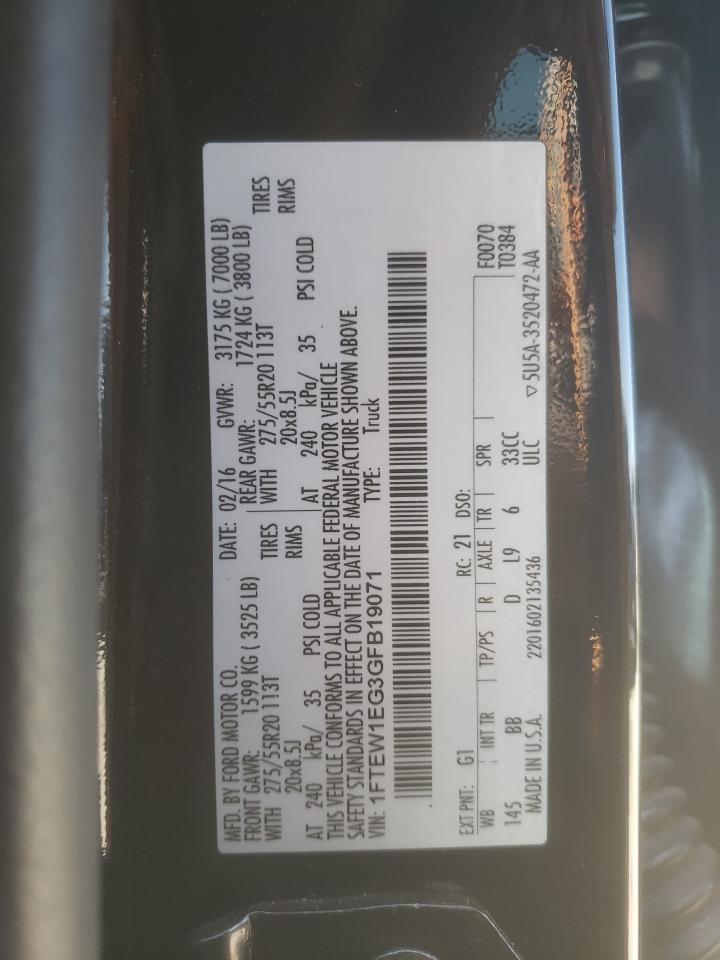 MFD. BY FORD MOTOR CO. DATE: 02/16 GVWR: 3175 KG ( 7000 LB)
FRONT GAWR: 1599 KG ( 3525 LB) REAR GAWR: 1724 KG ( 3800 LB)
WITH 275/55R20 113T TIRES WITH 275/55R20 113T TIRES
20x8.5J RIMS 20x8.5J RIMS
AT 240 kPa/ 35 PSI COLD AT 240 kPa/ 35 PSI COLD
THIS VEHICLE CONFORMS TO ALL APPLICABLE FEDERAL MOTOR VEHICLE
SAFETY STANDARDS IN EFFECT ON THE DATE OF MANUFACTURE SHOWN ABOVE.
VIN: 1FTEW1EG3GFB19071 TYPE: Truck
EXT PNT: G1 RC: 21 DSO: F0070
WB INT TR TP/PS R AXLE TR SPR T0384
145 BB D L9 6 33CC
MADE IN U.S.A. 2201602135436 ULC ▽5U5A-3520472-AA